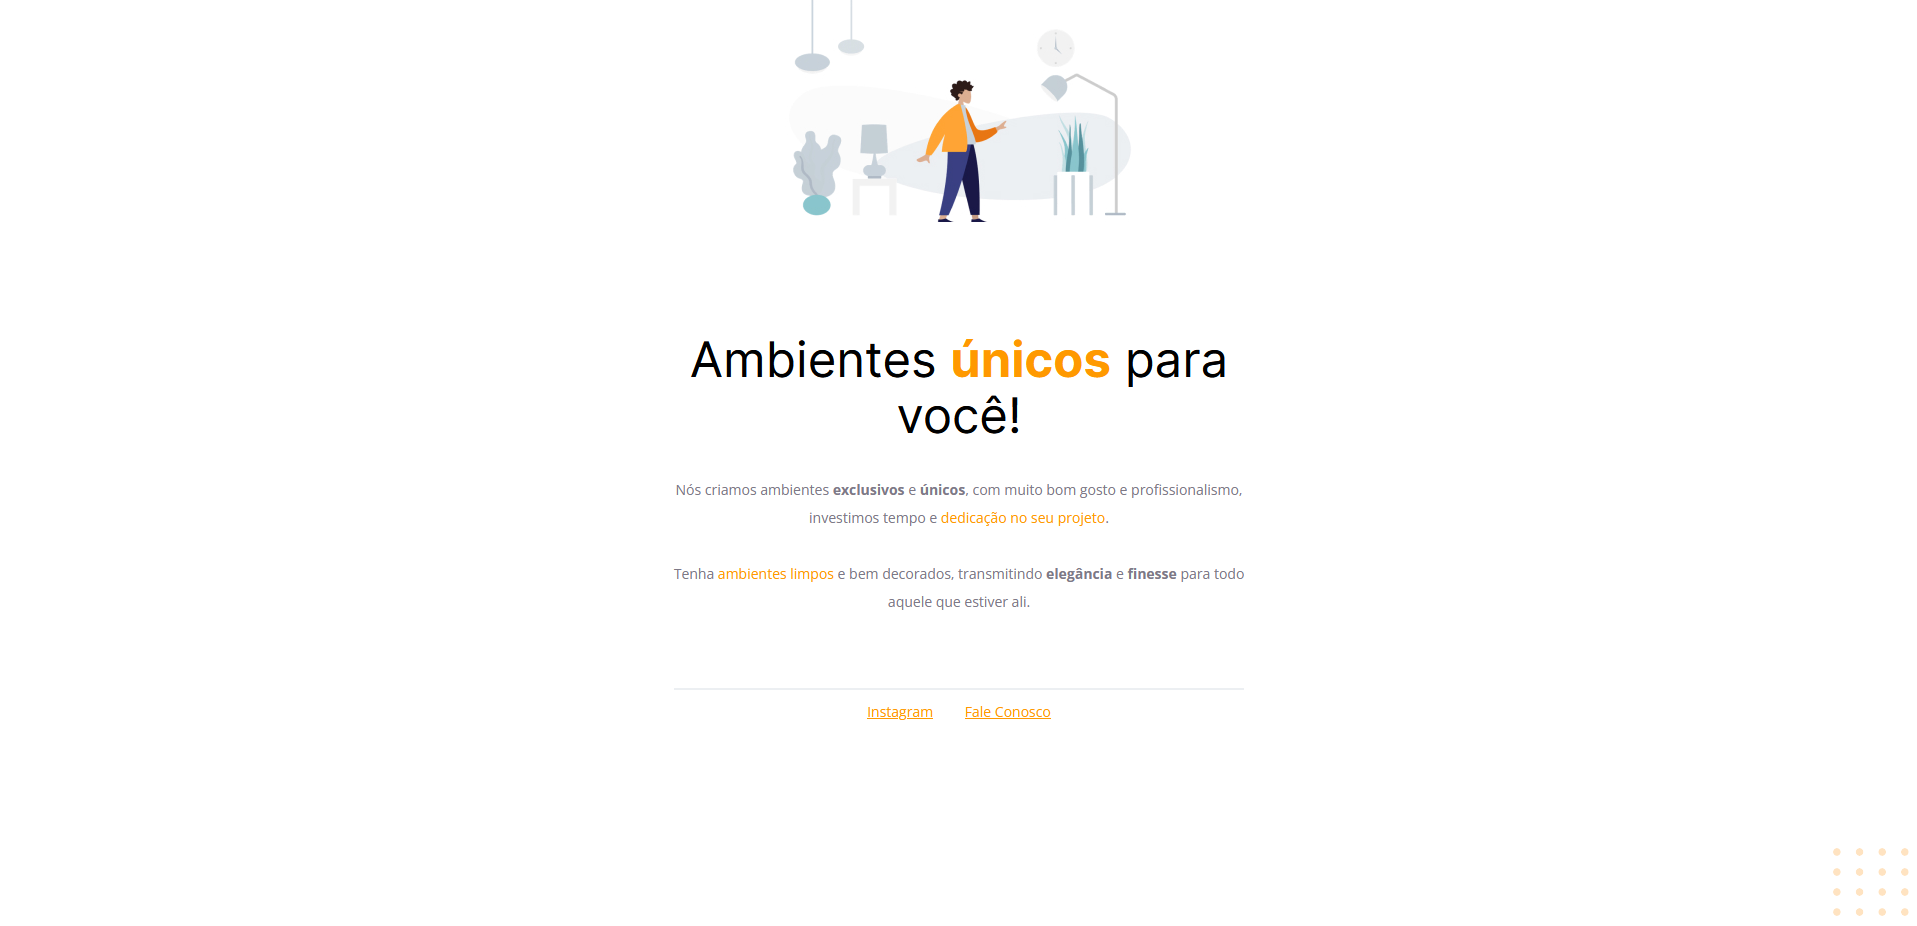 Ambientes únicos para
você!
Nós criamos ambientes exclusivos e únicos, com muito bom gosto e profissionalismo,
investimos tempo e dedicação no seu projeto.
Tenha ambientes limpos e bem decorados, transmitindo elegância e finesse para todo
aquele que estiver ali.
Instagram Fale Conosco